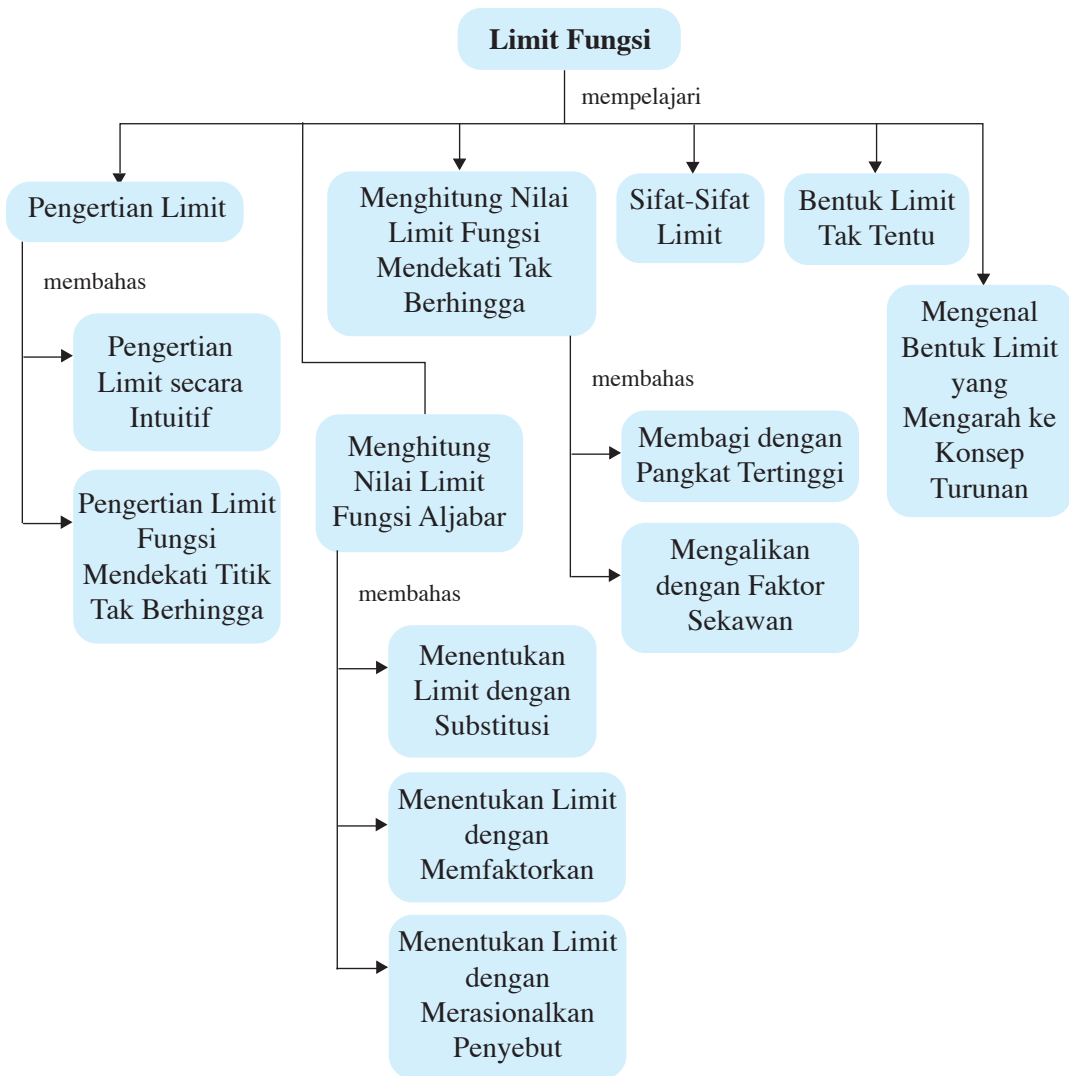 Limit Fungsi
mempelajari
Pengertian Limit
membahas
Pengertian
Limit secara
Intuitif
Pengertian Limit
Fungsi
Mendekati Titik
Tak Berhingga
Menghitung
Nilai Limit
Fungsi Aljabar
membahas
Menentukan
Limit dengan
Substitusi
Menentukan Limit
dengan
Memfaktorkan
Menentukan Limit
dengan
Merasionalkan
Penyebut
Menghitung Nilai
Limit Fungsi
Mendekati Tak
Berhingga
membahas
Membagi dengan
Pangkat Tertinggi
Mengalikan
dengan Faktor
Sekawan
Sifat-Sifat
Limit
Bentuk Limit
Tak Tentu
Mengenal
Bentuk Limit
yang
Mengarah ke
Konsep
Turunan